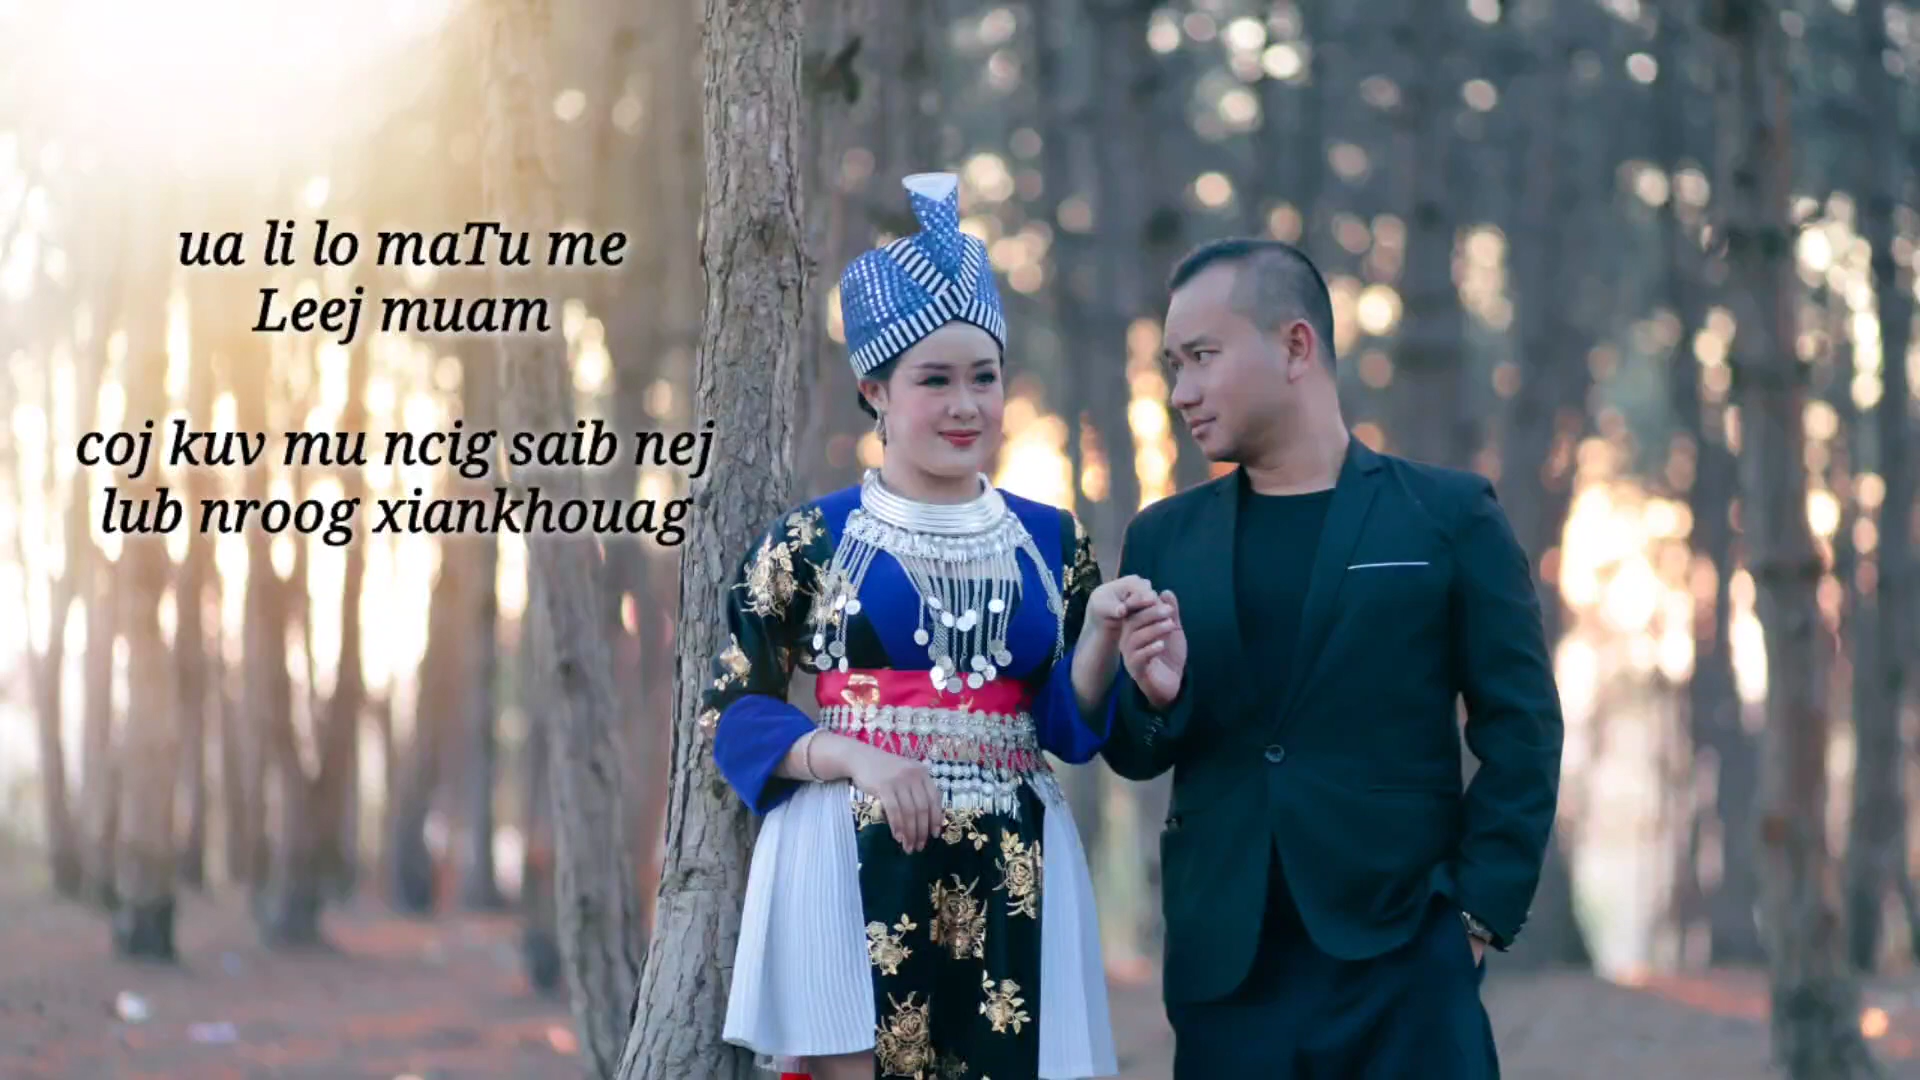 ua li lo maTu me
Leej muam
coj kuv mu ncig saib nej
lub nroog xiankhouag